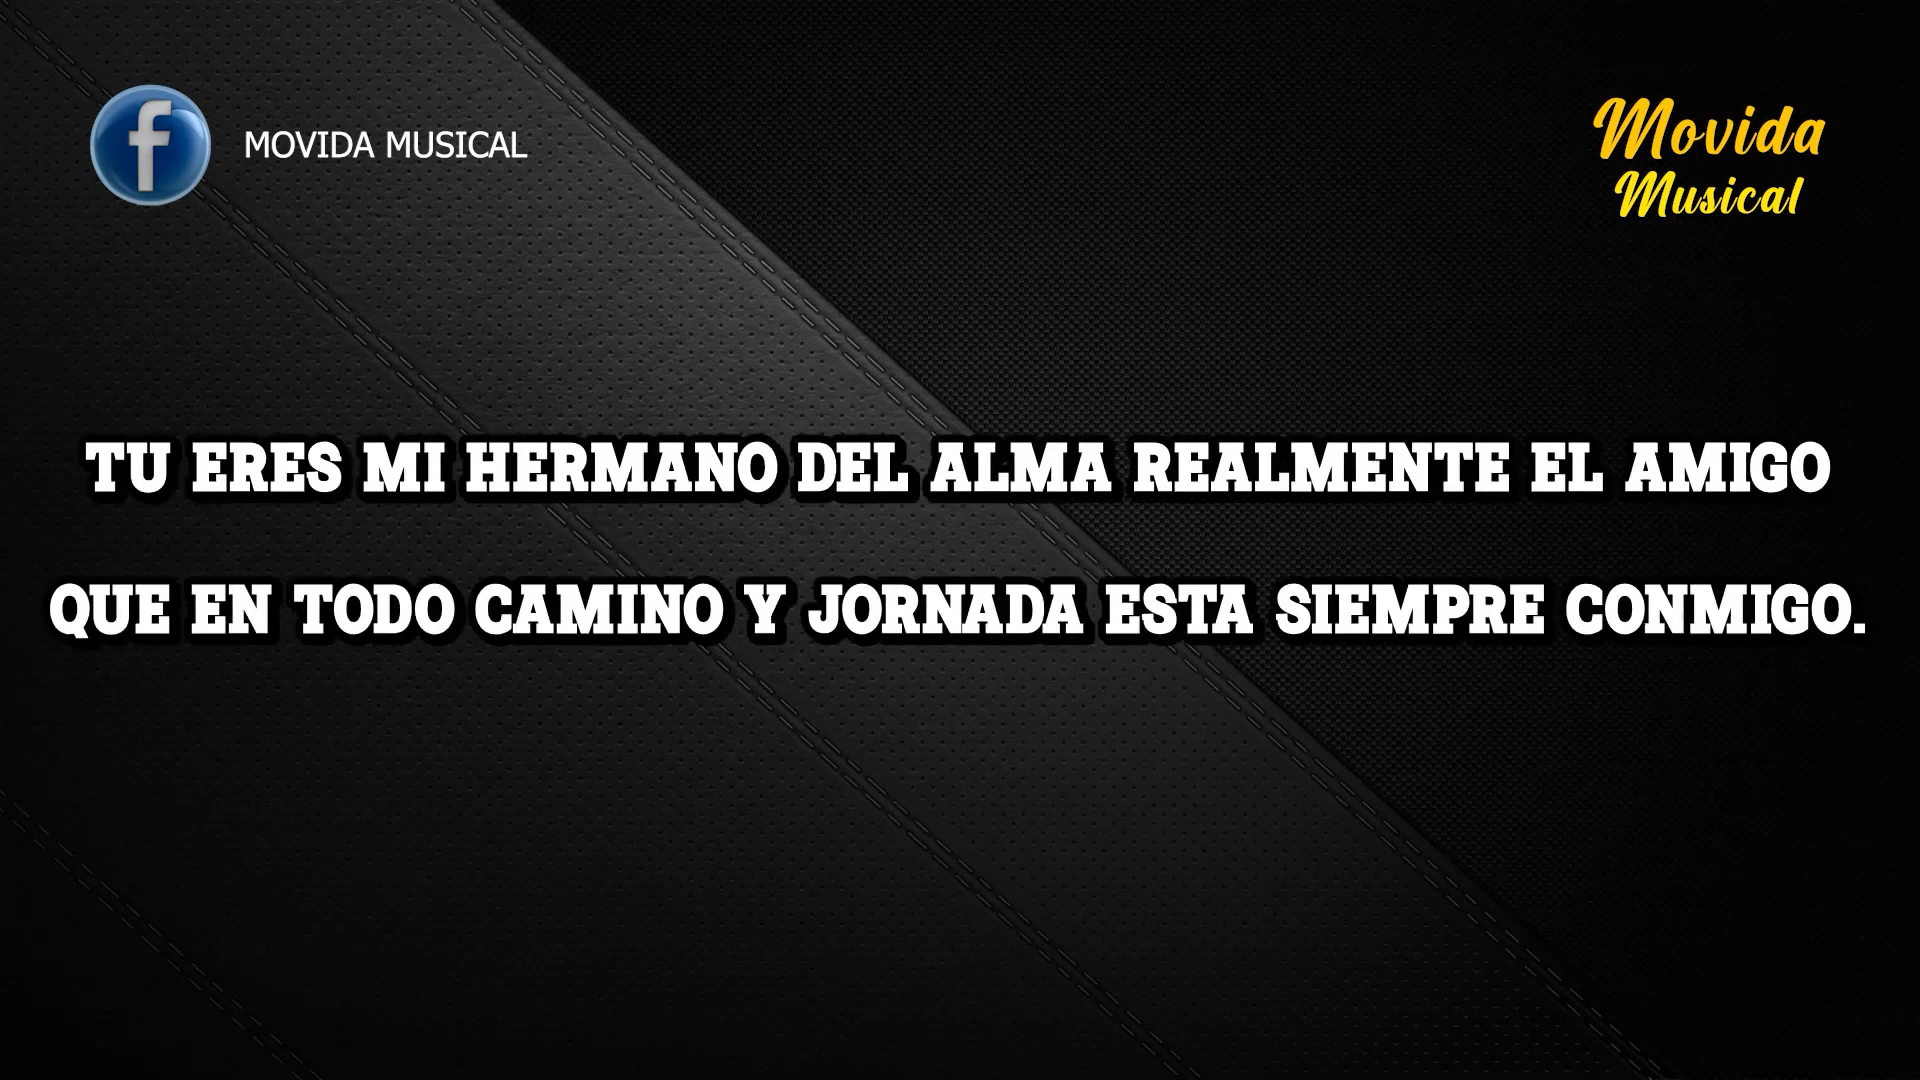 MOVIDA MUSICAL
Movida
Musical
TU ERES MI HERMANO DEL ALMA REALMENTE EL AMIGO
QUE EN TODO CAMINO Y JORNADA ESTA SIEMPRE CONMIGO.